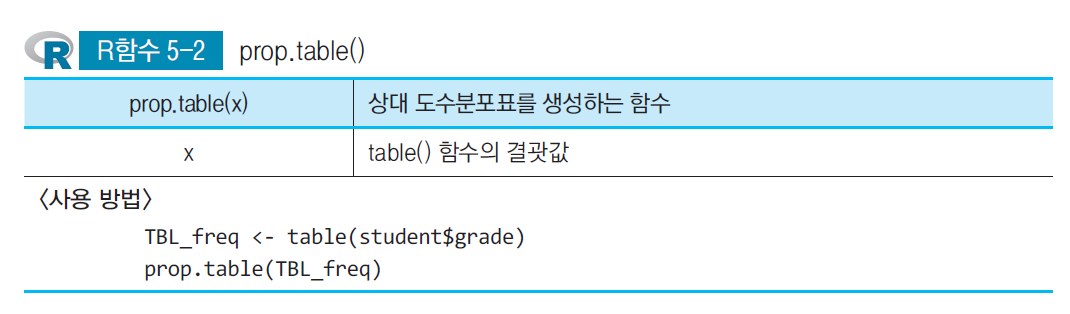 R R함수 5-2 prop.table()
prop.table(x) 상대 도수분포표를 생성하는 함수
x table() 함수의 결괏값
〈사용 방법〉
TBL_freq <- table(student$grade)
prop.table(TBL_freq)